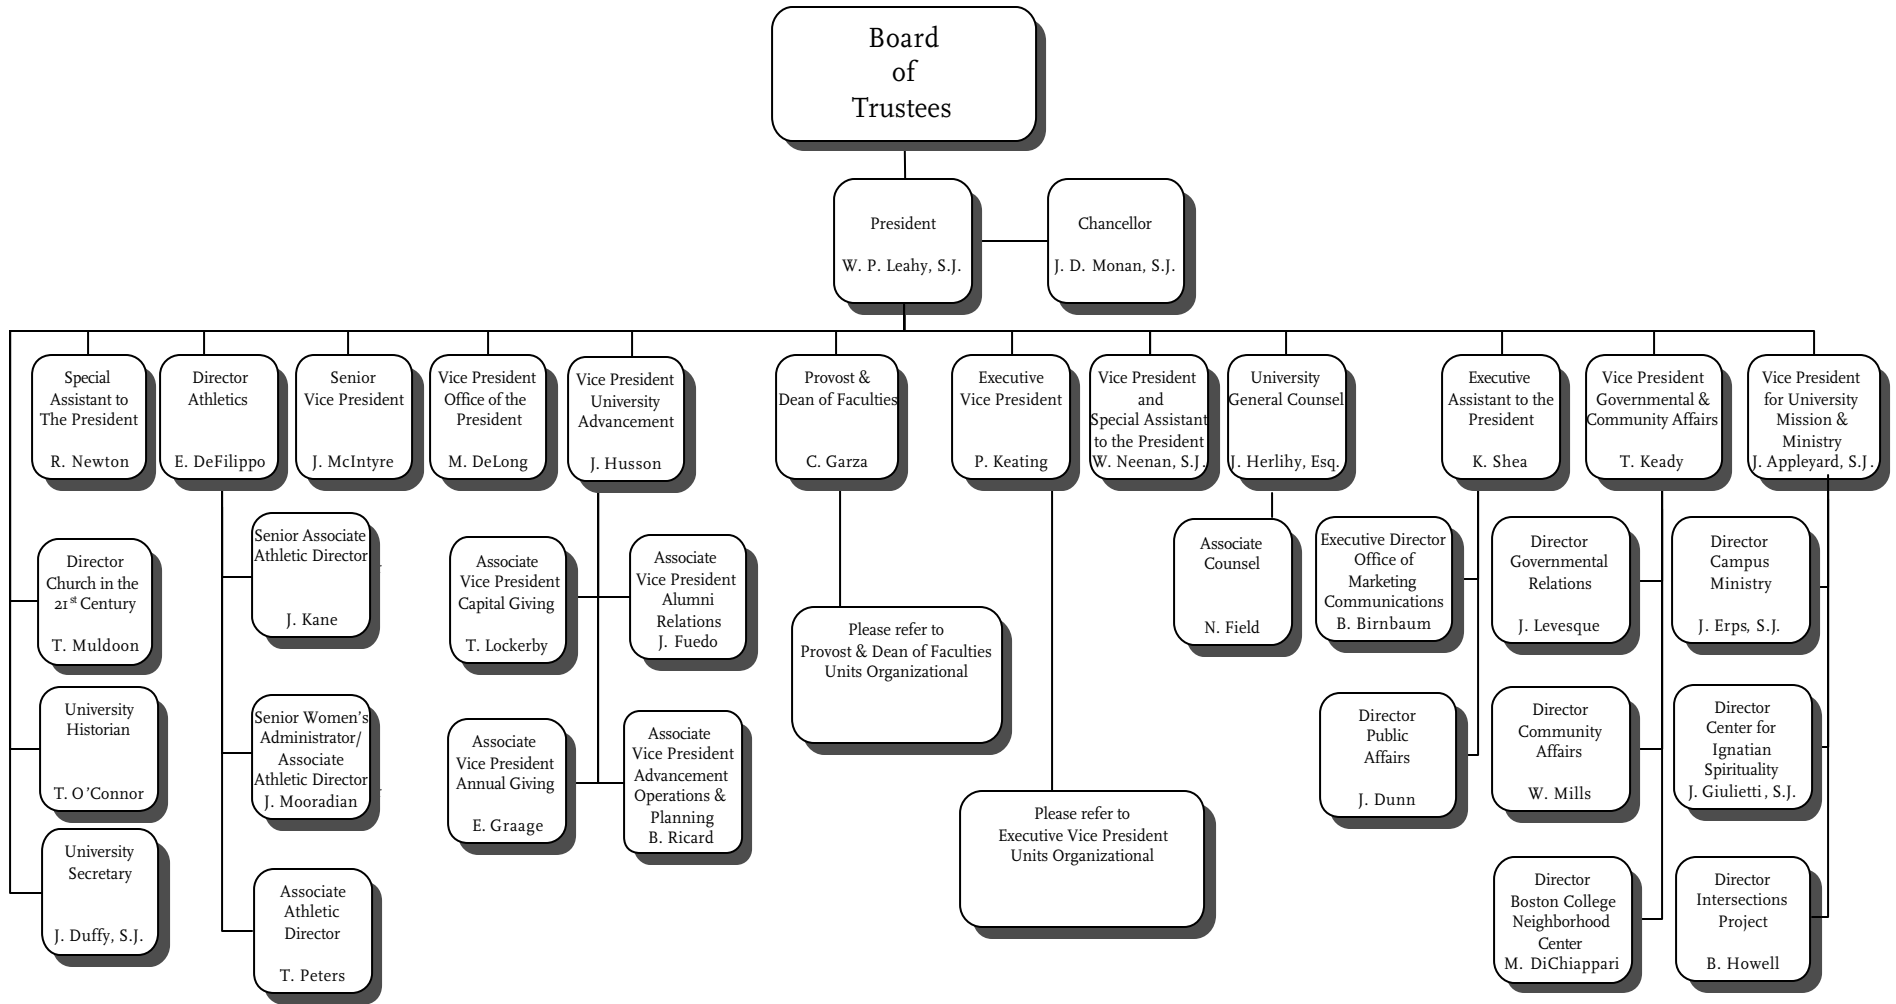 Board
of
Trustees
President
W. P. Leahy, S.J.
Chancellor
J. D. Monan, S.J.
Special
Assistant to
The President
R. Newton
Director
Athletics
E. DeFilippo
Senior
Vice President
J. McIntyre
Vice President
Office of the
President
M. DeLong
Vice President
University
Advancement
J. Husson
Provost &
Dean of Faculties
C. Garza
Executive
Vice President
P. Keating
Vice President
and
Special Assistant
to the President
W. Neenan, S.J.
University
General Counsel
J. Herlihy, Esq.
Executive
Assistant to the
President
K. Shea
Vice President
Governmental &
Community Affairs
T. Keady
Vice President
for University
Mission &
Ministry
J. Appleyard, S.J.
Director
Church in the
21st Century
T. Muldoon
Senior Associate
Athletic Director
J. Kane
Associate
Vice President
Capital Giving
T. Lockerby
Associate
Vice President
Alumni
Relations
J. Fuedo
Please refer to
Provost & Dean of Faculties
Units Organizational
Associate
Counsel
N. Field
Executive Director
Office of
Marketing
Communications
B. Birnbaum
Director
Governmental
Relations
J. Levesque
Director
Campus
Ministry
J. Erps, S.J.
University
Historian
T. O'Connor
Senior Women's
Administrator/
Associate
Athletic Director
J. Mooradian
Associate
Vice President
Annual Giving
E. Graage
Associate
Vice President
Advancement
Operations &
Planning
B. Ricard
Please refer to
Executive Vice President
Units Organizational
Director
Public
Affairs
J. Dunn
Director
Community
Affairs
W. Mills
Director
Center for
Ignatian
Spirituality
J. Giulietti, S.J.
University
Secretary
J. Duffy, S.J.
Associate
Athletic
Director
T. Peters
Director
Boston College
Neighborhood
Center
M. DiChiappari
Director
Intersections
Project
B. Howell